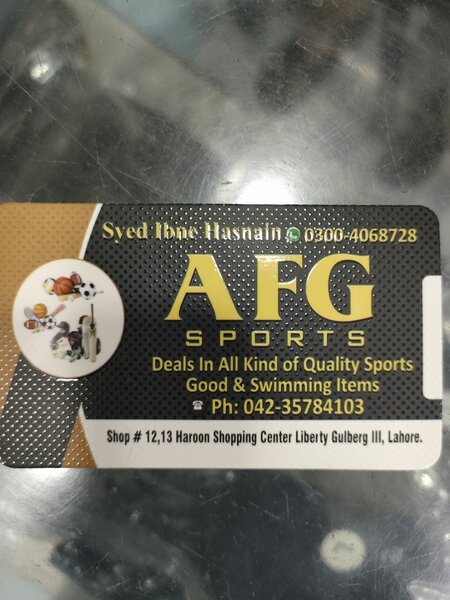 Syed Ibne Hasnain 0300-4068728
AFG
SPORTS
Deals In All Kind of Quality Sports
Good & Swimming Items
Ph: 042-35784103
Shop # 12,13 Haroon Shopping Center Liberty Gulberg III, Lahore.